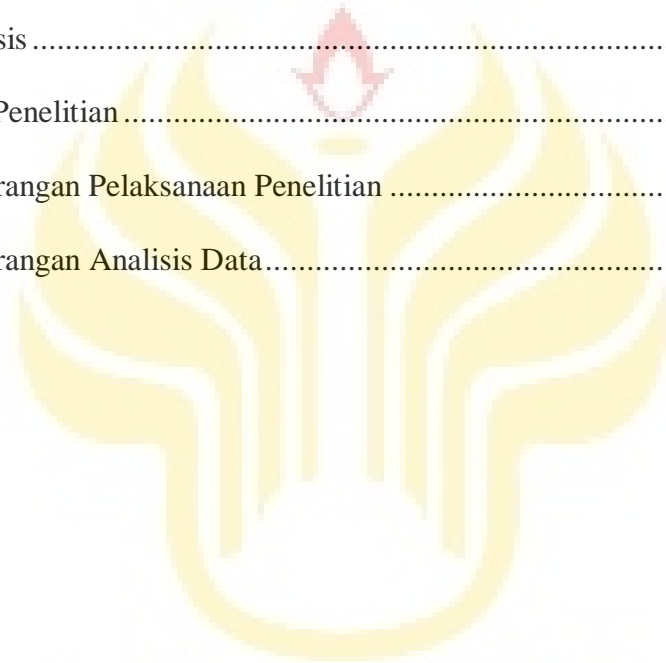 sis ........................................................................
Penelitian ............................................................
rangan Pelaksanaan Penelitian ..............................
rangan Analisis Data.............................................